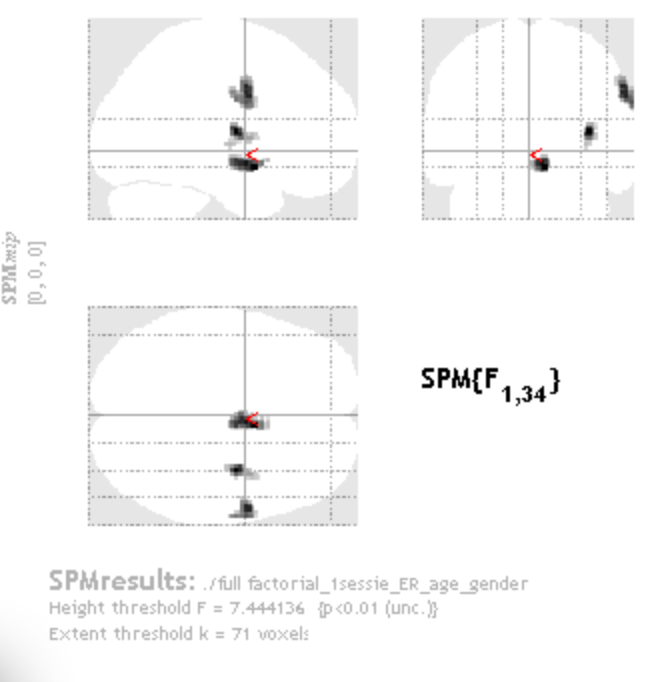 SPMmip
[0, 0, 0]
<
<
<
SPM{F1,34}
SPMresults: ./full factorial_1sessie_ER_age_gender
Height threshold F = 7.444136 {p<0.01 (unc.)}
Extent threshold k = 71 voxels